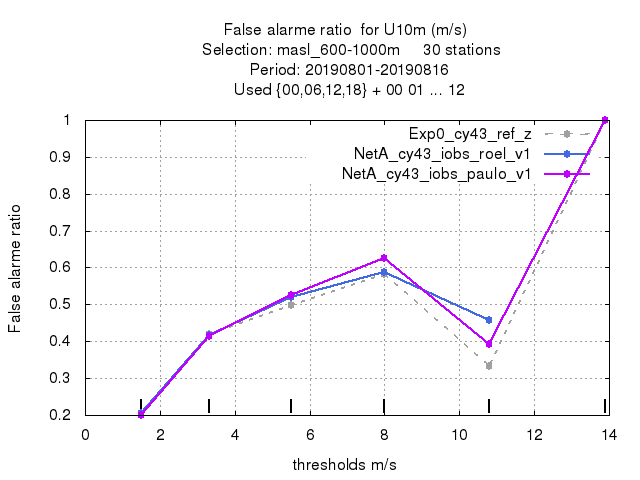 False alarme ratio  for U10m (m/s)
Selection: masl_600-1000m     30 stations
Period: 20190801-20190816
Used {00,06,12,18} + 00 01 ... 12
False alarme ratio
1
0.9
0.8
0.7
0.6
0.5
0.4
0.3
0.2
Exp0_cy43_ref_z
NetA_cy43_iobs_roel_v1
NetA_cy43_iobs_paulo_v1
0 2 4 6 8 10 12 14
thresholds m/s